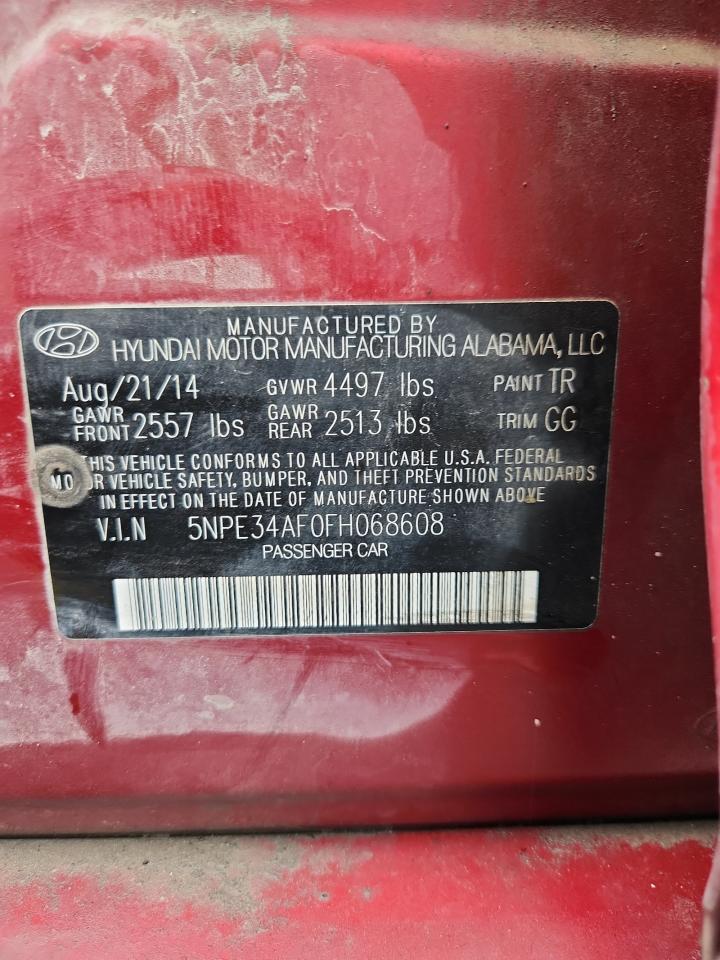 MANUFACTURED BY
HYUNDAI MOTOR MANUFACTURING ALABAMA, LLC
Aug/21/14 GVWR 4497 lbs PAINT TR
GAWR FRONT 2557 lbs GAWR REAR 2513 lbs TRIM GG
THIS VEHICLE CONFORMS TO ALL APPLICABLE U.S.A. FEDERAL
MOTOR VEHICLE SAFETY, BUMPER, AND THEFT PREVENTION STANDARDS
IN EFFECT ON THE DATE OF MANUFACTURE SHOWN ABOVE
V.I.N 5NPE34AF0FH068608
PASSENGER CAR